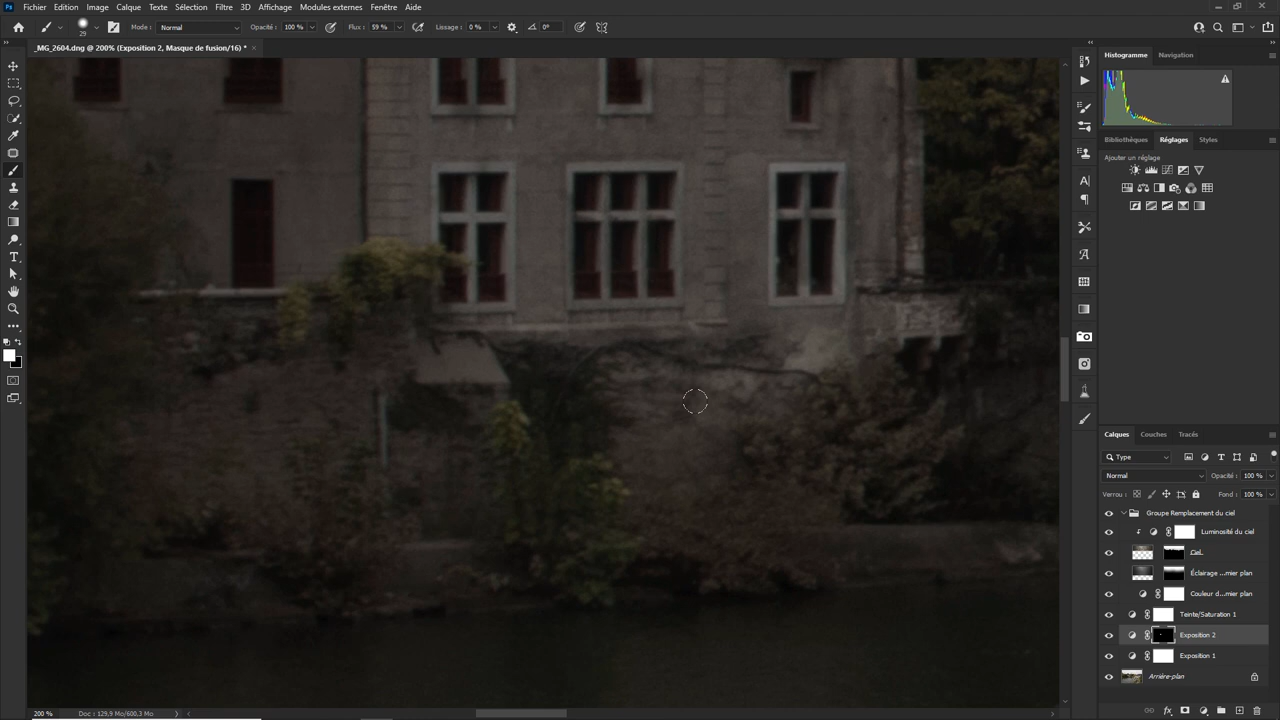 Ps Fichier Edition Image Calque Texte Sélection Filtre 3D Affichage Modules externes Fenêtre Aide
29 Mode : Normal Opacité : 100 % Flux : 59 % Lissage : 0 % 0°
_MG_2604.dng @ 200% (Exposition 2, Masque de fusion/16) * ×
Histogramme Navigation
Bibliothèques Réglages Styles
Ajouter un réglage
Calques Couches Tracés
Type
Normal Opacité : 100 %
Verrou : Fond : 100 %
Groupe Remplacement du ciel
Luminosité du ciel
Ciel
Éclairage ...mier plan
Couleur d...mier plan
Teinte/Saturation 1
Exposition 2
Exposition 1
Arrière-plan
200 % Doc : 129,9 Mo/600,3 Mo
fx